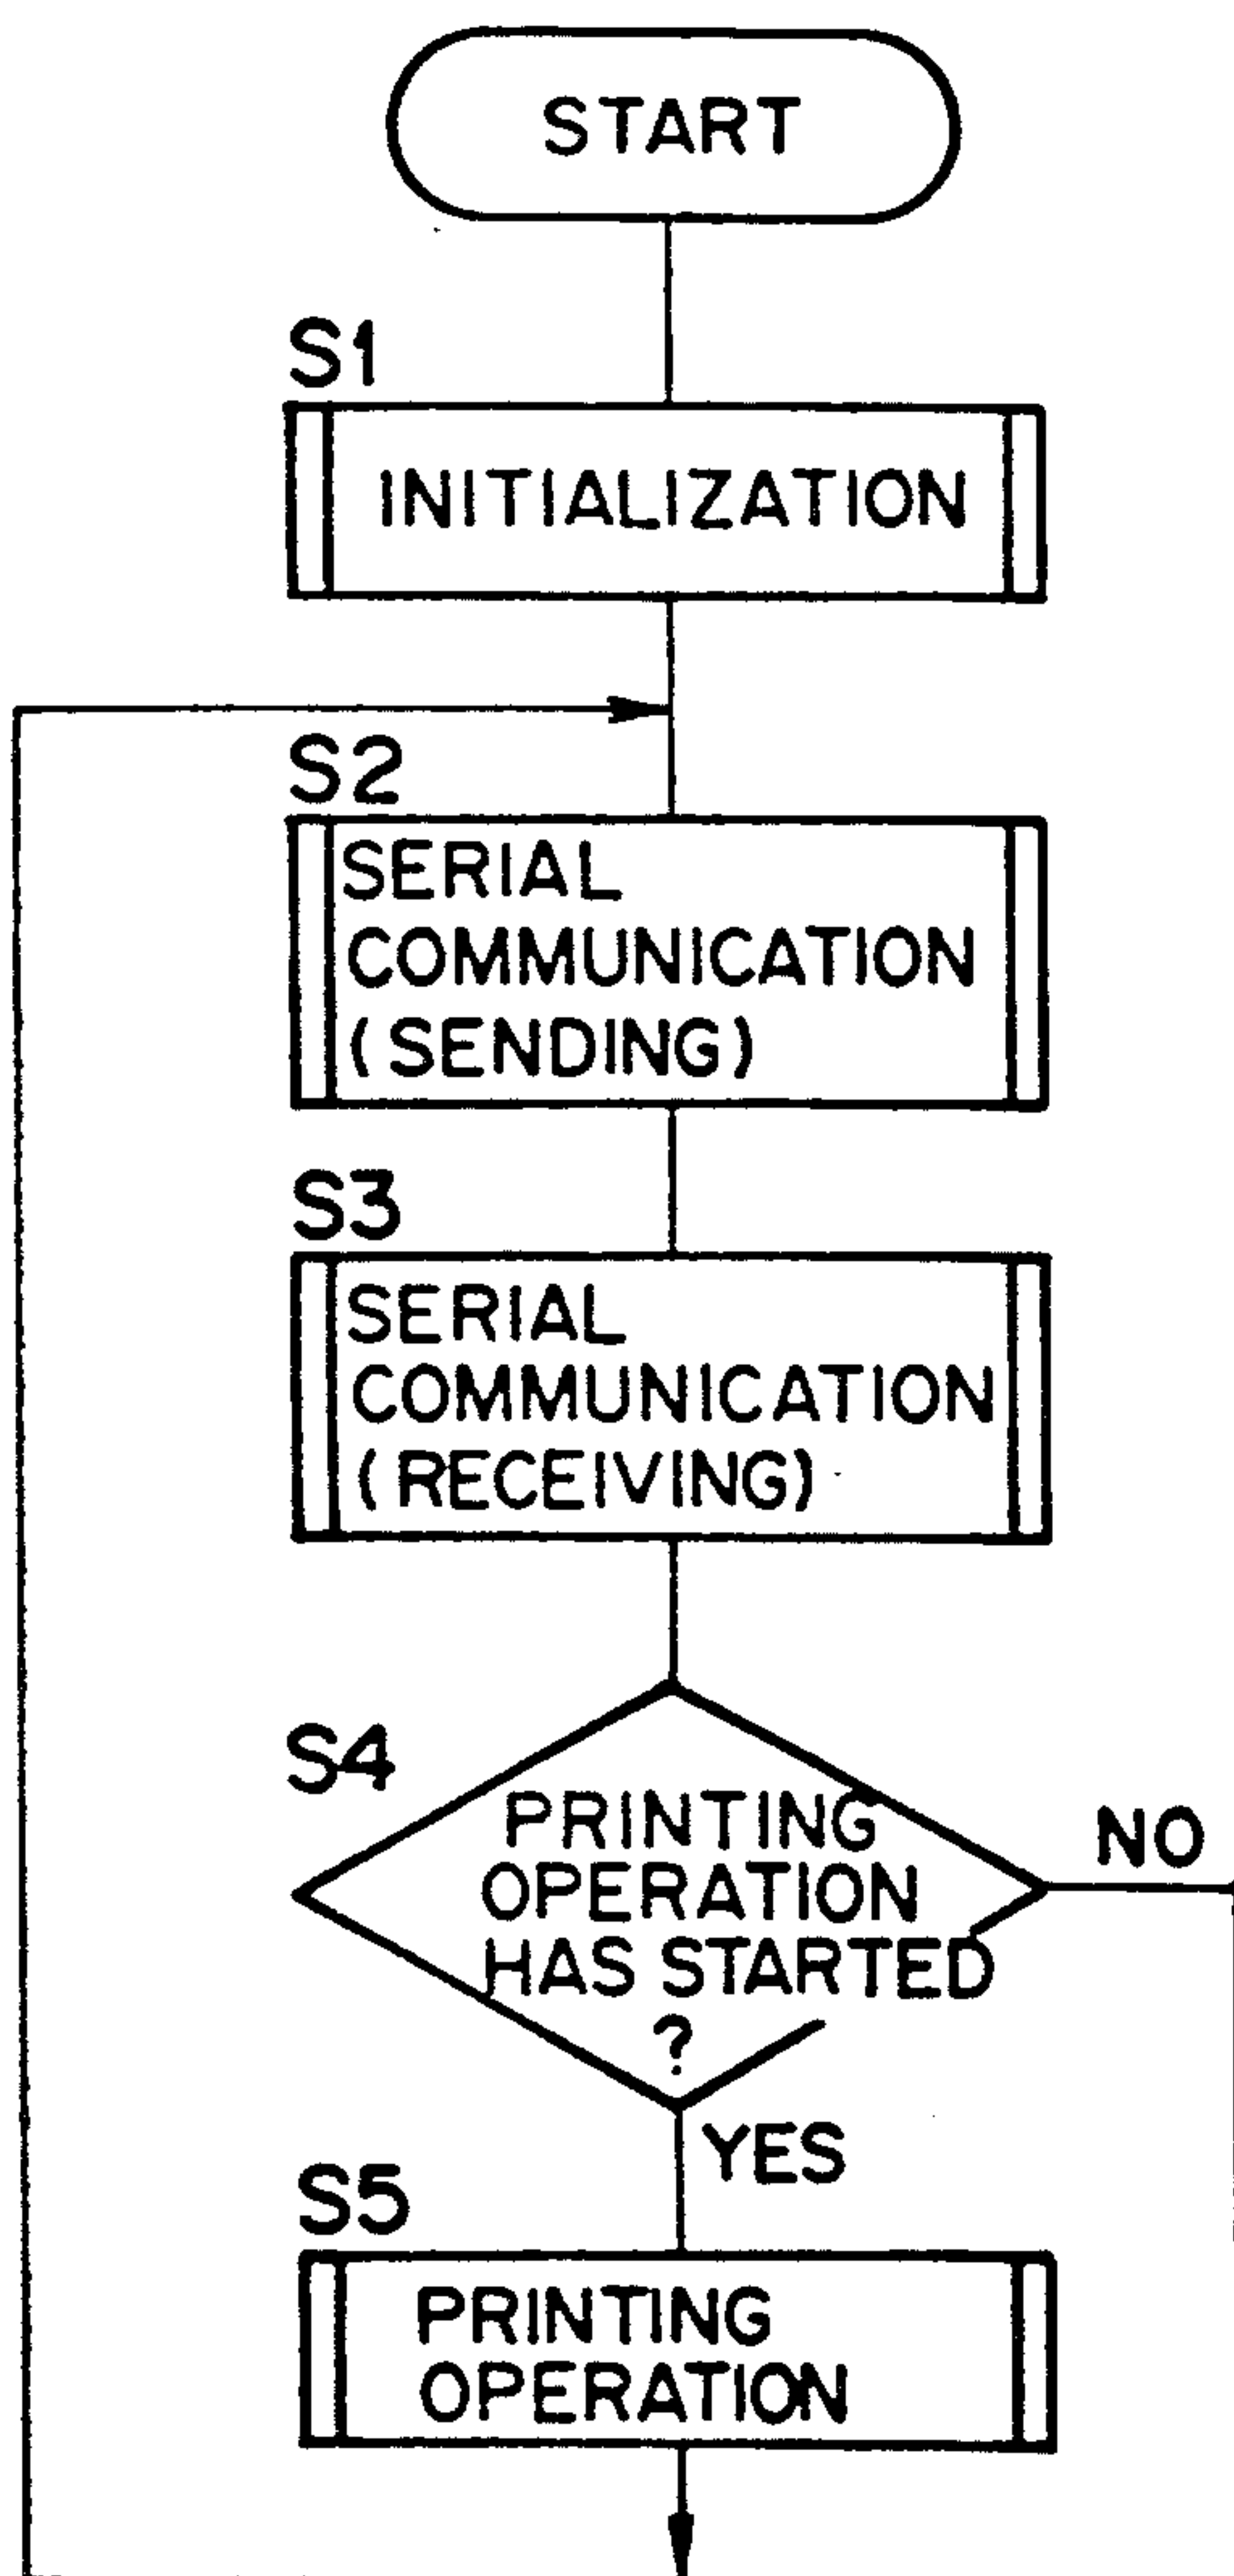 START
S1
INITIALIZATION
S2
SERIAL
COMMUNICATION
(SENDING)
S3
SERIAL
COMMUNICATION
(RECEIVING)
S4
PRINTING
OPERATION
HAS STARTED
?
NO
YES
S5
PRINTING
OPERATION